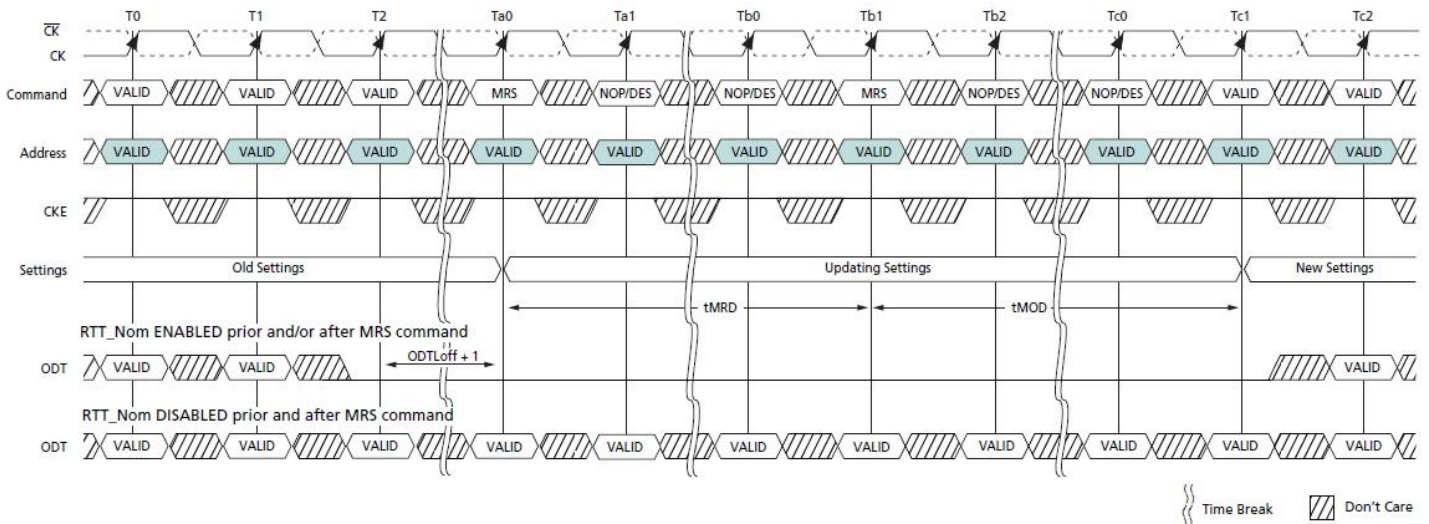 T0 T1 T2 Ta0 Ta1 Tb0 Tb1 Tb2 Tc0 Tc1 Tc2
CK
CK
Command VALID VALID VALID MRS NOP/DES NOP/DES MRS NOP/DES NOP/DES VALID VALID
Address VALID VALID VALID VALID VALID VALID VALID VALID VALID VALID VALID
CKE
Settings Old Settings Updating Settings New Settings
tMRD tMOD
RTT_Nom ENABLED prior and/or after MRS command
ODTLoff + 1
ODT VALID VALID VALID
RTT_Nom DISABLED prior and after MRS command
ODT VALID VALID VALID VALID VALID VALID VALID VALID VALID VALID VALID
Time Break Don't Care